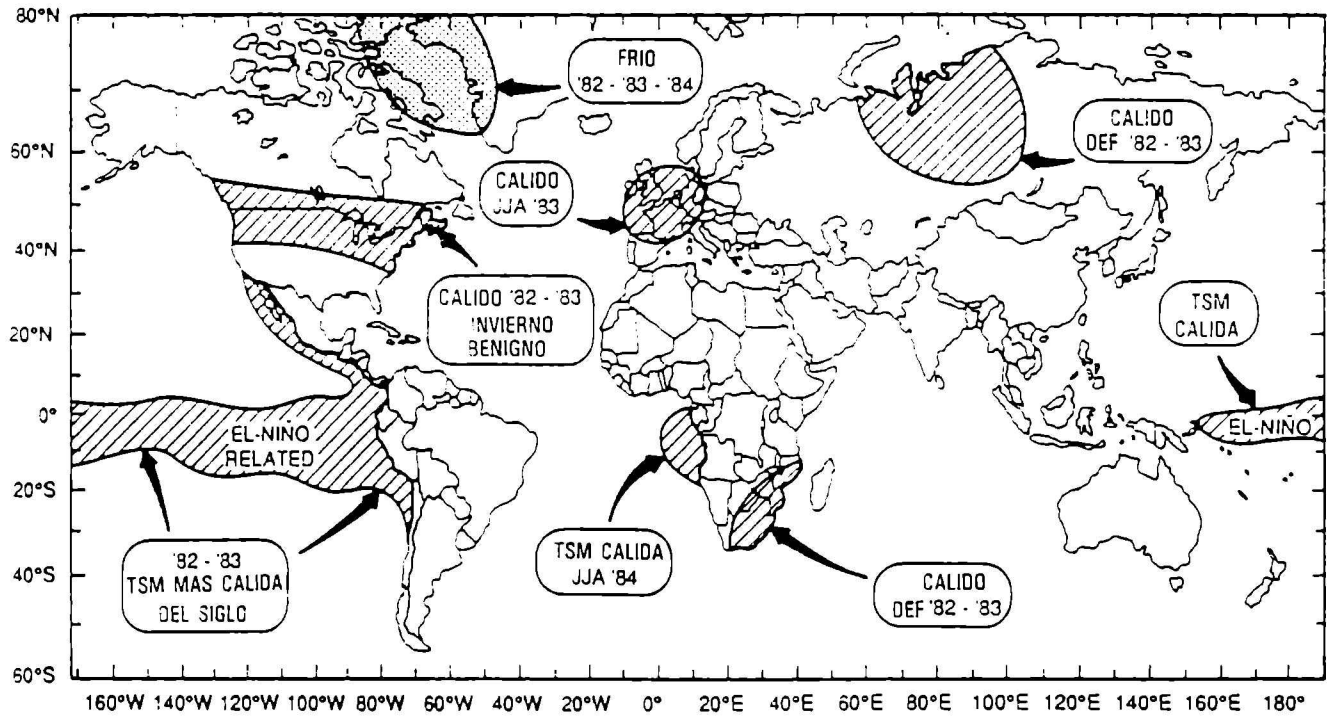 80°N
60°N
40°N
20°N
0°
20°S
40°S
60°S
FRIO
'82 - '83 - '84
CALIDO
DEF '82 - '83
CALIDO
JJA '83
CALIDO '82 - '83
INVIERNO
BENIGNO
TSM
CALIDA
EL-NIÑO
RELATED
EL-NIÑO
'82 - '83
TSM MAS CALIDA
DEL SIGLO
TSM CALIDA
JJA '84
CALIDO
DEF '82 - '83
160°W 140°W 120°W 100°W 80°W 60°W 40°W 20°W 0° 20°E 40°E 60°E 80°E 100°E 120°E 140°E 160°E 180°